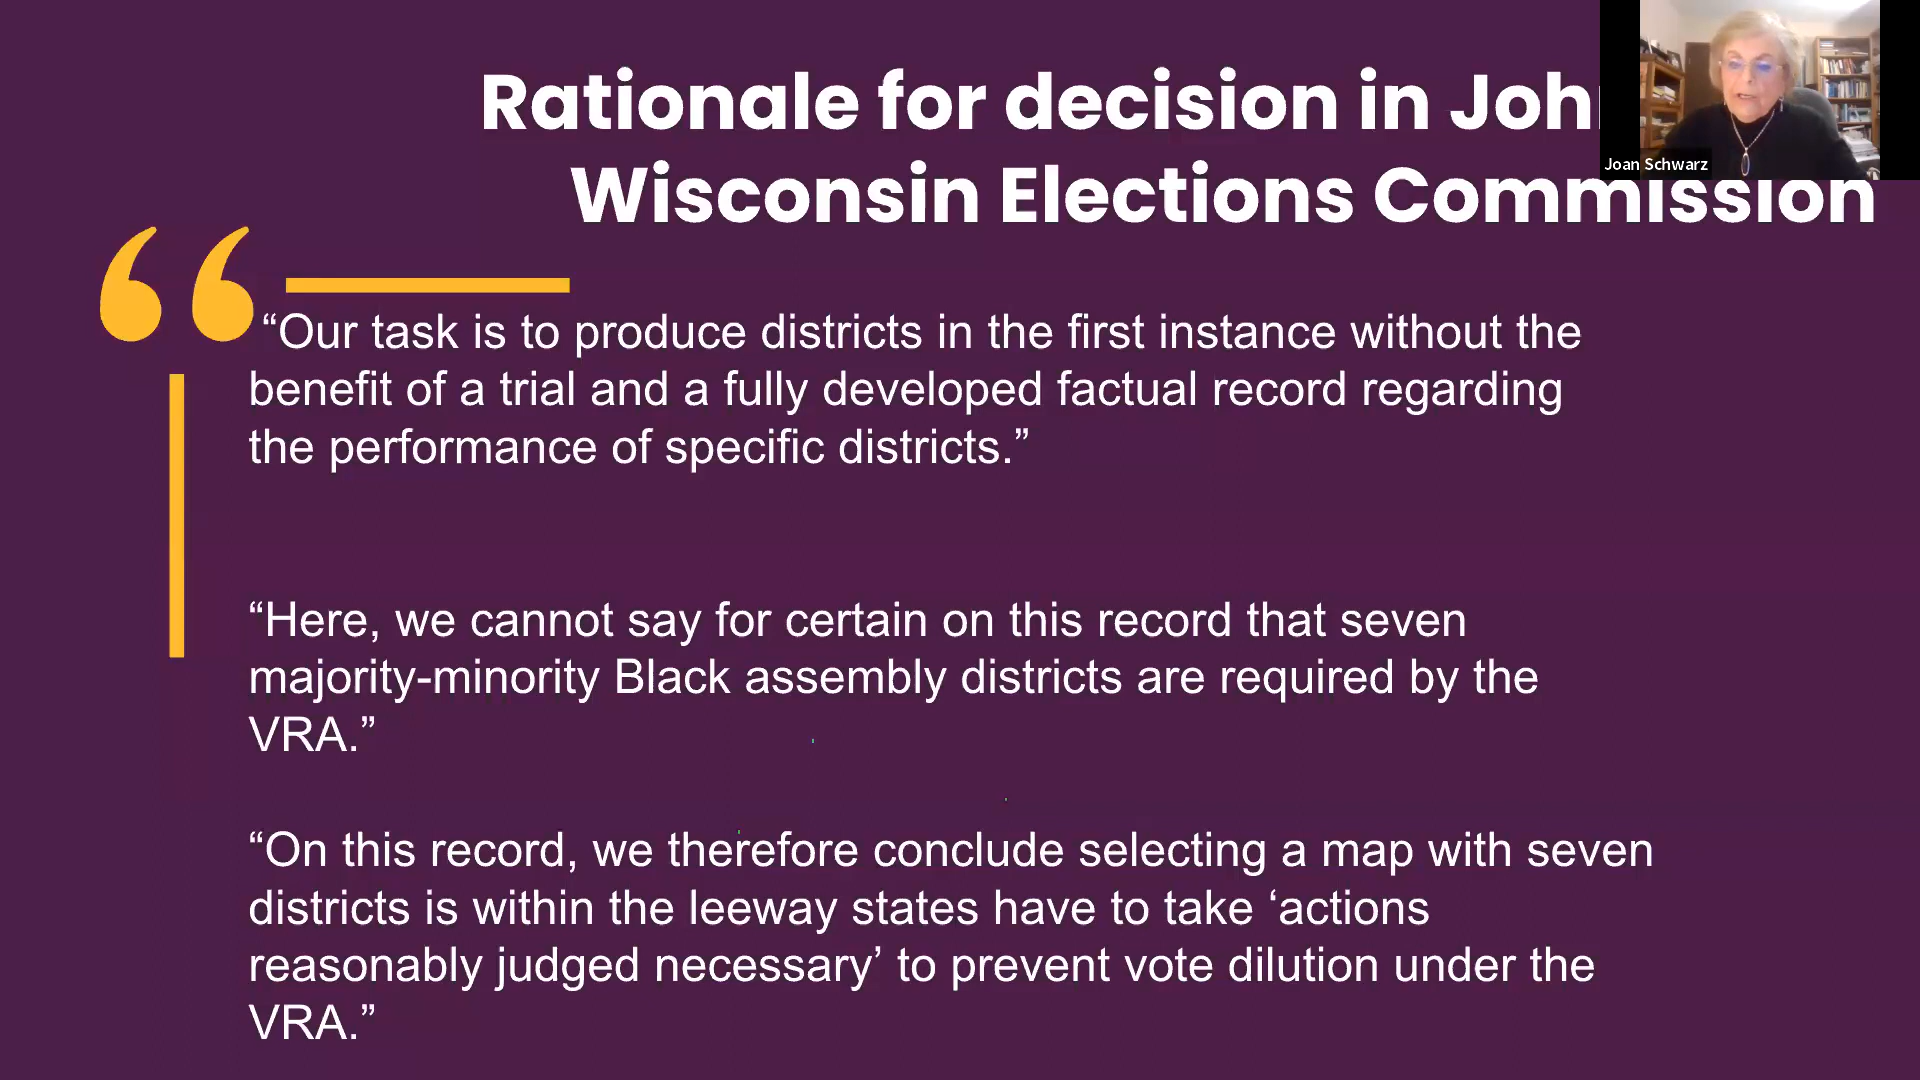 Rationale for decision in
Wisconsin Elections Commission
Joan Schwarz
“Our task is to produce districts in the first instance without the
benefit of a trial and a fully developed factual record regarding
the performance of specific districts.”
“Here, we cannot say for certain on this record that seven
majority-minority Black assembly districts are required by the
VRA.”
“On this record, we therefore conclude selecting a map with seven
districts is within the leeway states have to take ‘actions
reasonably judged necessary’ to prevent vote dilution under the
VRA.”